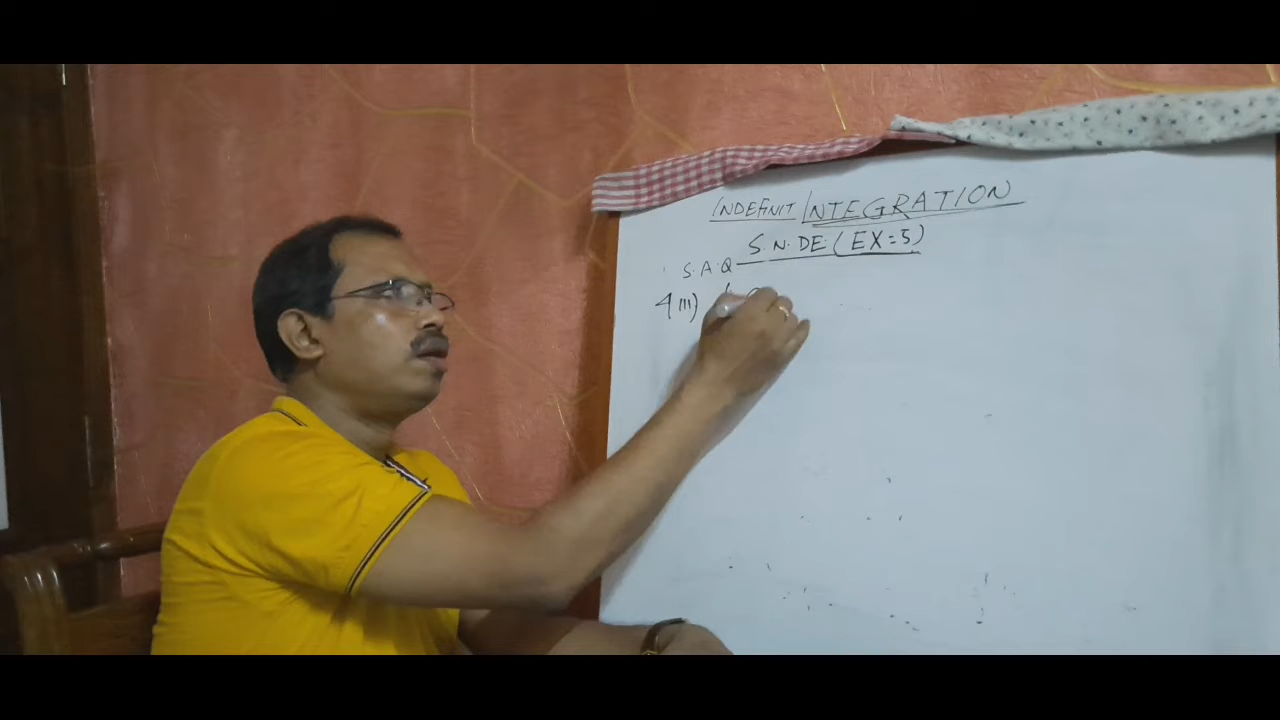 INDEFINIT INTEGRATION
S.N.DE.(EX=5)
S.A.Q
4(III)